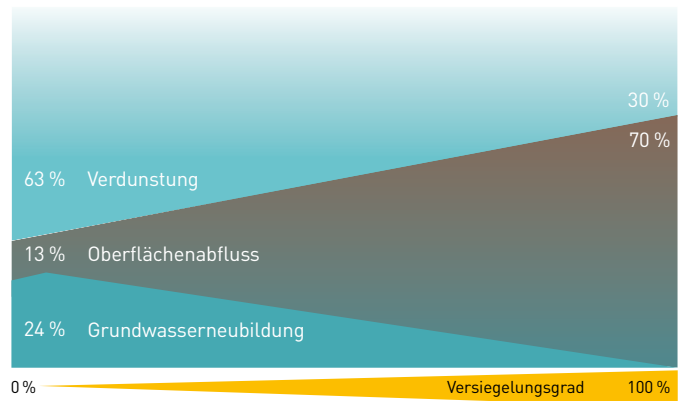 30 %
70 %
63 % Verdunstung
13 % Oberflächenabfluss
24 % Grundwasserneubildung
0 % Versiegelungsgrad 100 %